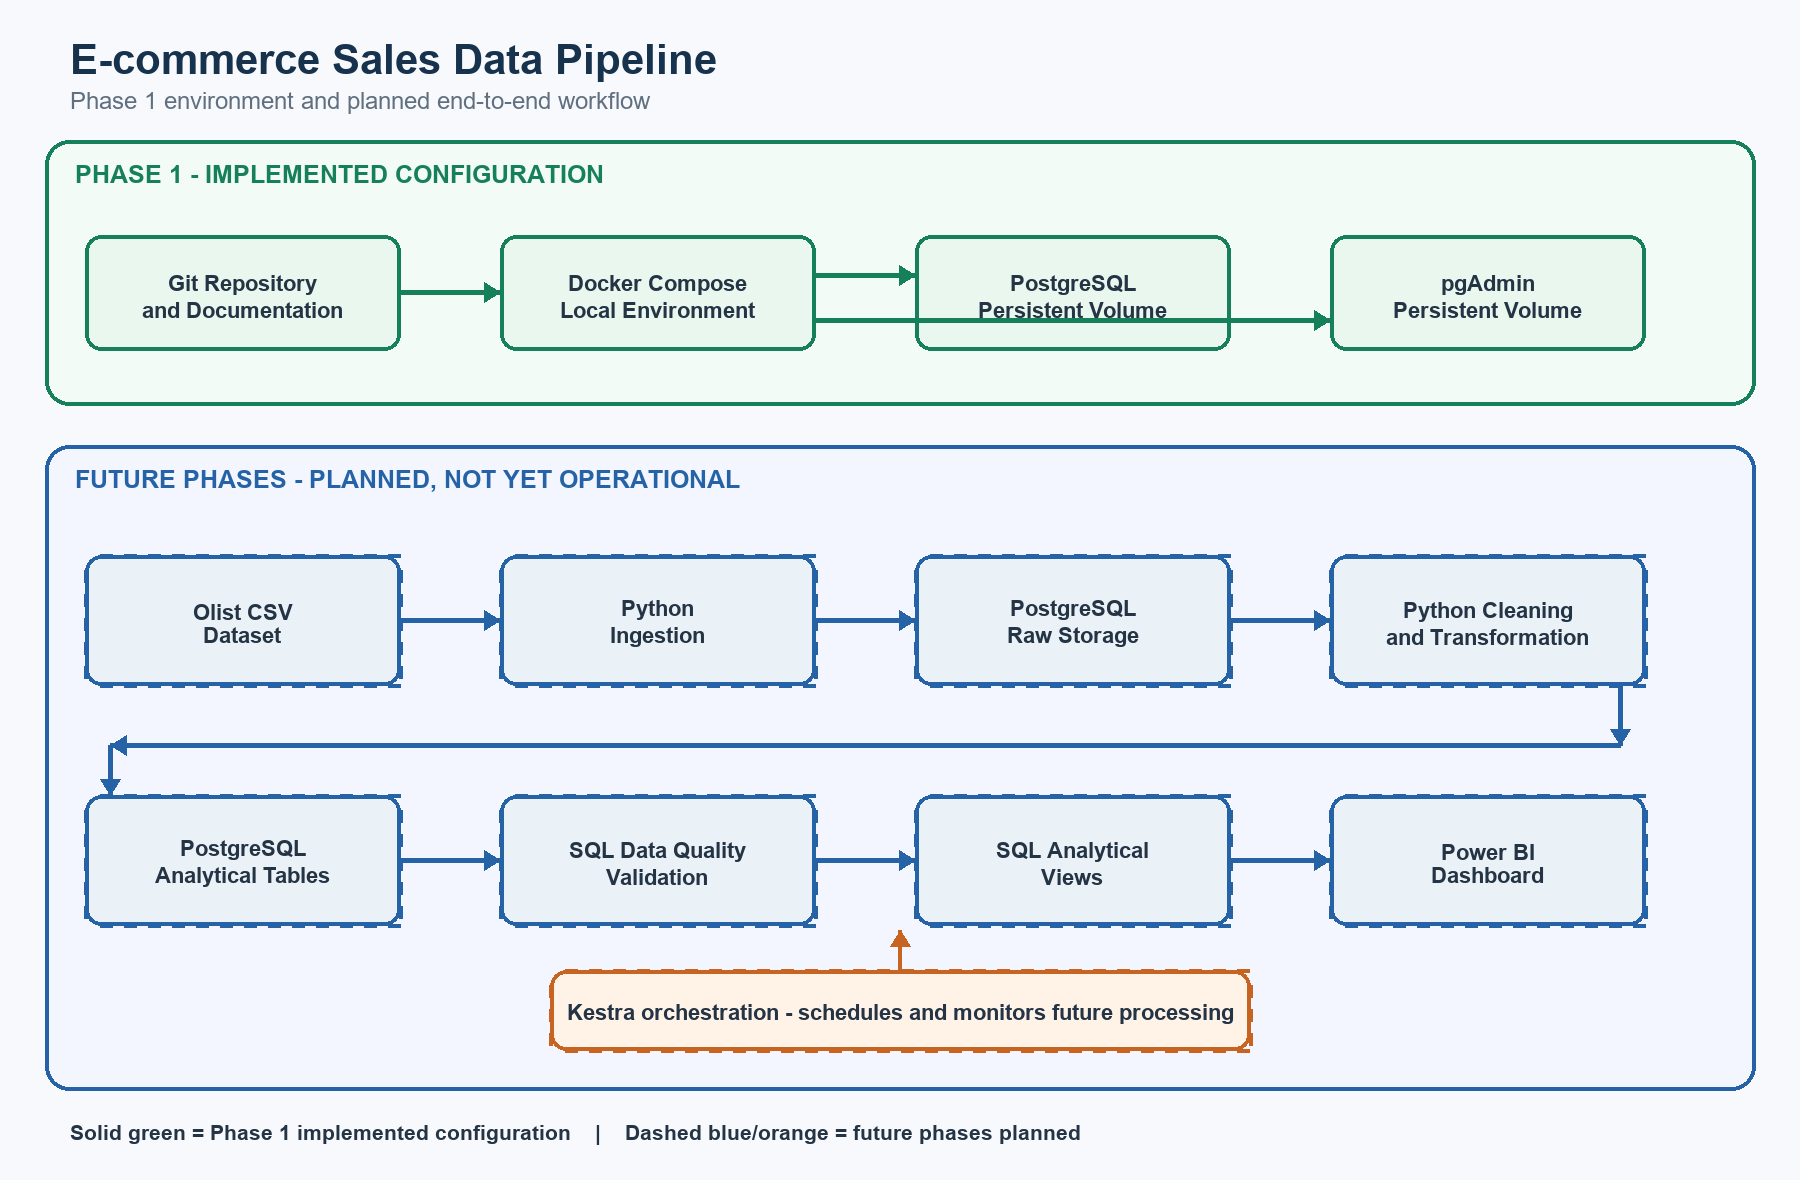 E-commerce Sales Data Pipeline
Phase 1 environment and planned end-to-end workflow
PHASE 1 - IMPLEMENTED CONFIGURATION
Git Repository
and Documentation
Docker Compose
Local Environment
PostgreSQL
Persistent Volume
pgAdmin
Persistent Volume
FUTURE PHASES - PLANNED, NOT YET OPERATIONAL
Olist CSV
Dataset
Python
Ingestion
PostgreSQL
Raw Storage
Python Cleaning
and Transformation
PostgreSQL
Analytical Tables
SQL Data Quality
Validation
SQL Analytical
Views
Power BI
Dashboard
Kestra orchestration - schedules and monitors future processing
Solid green = Phase 1 implemented configuration | Dashed blue/orange = future phases planned